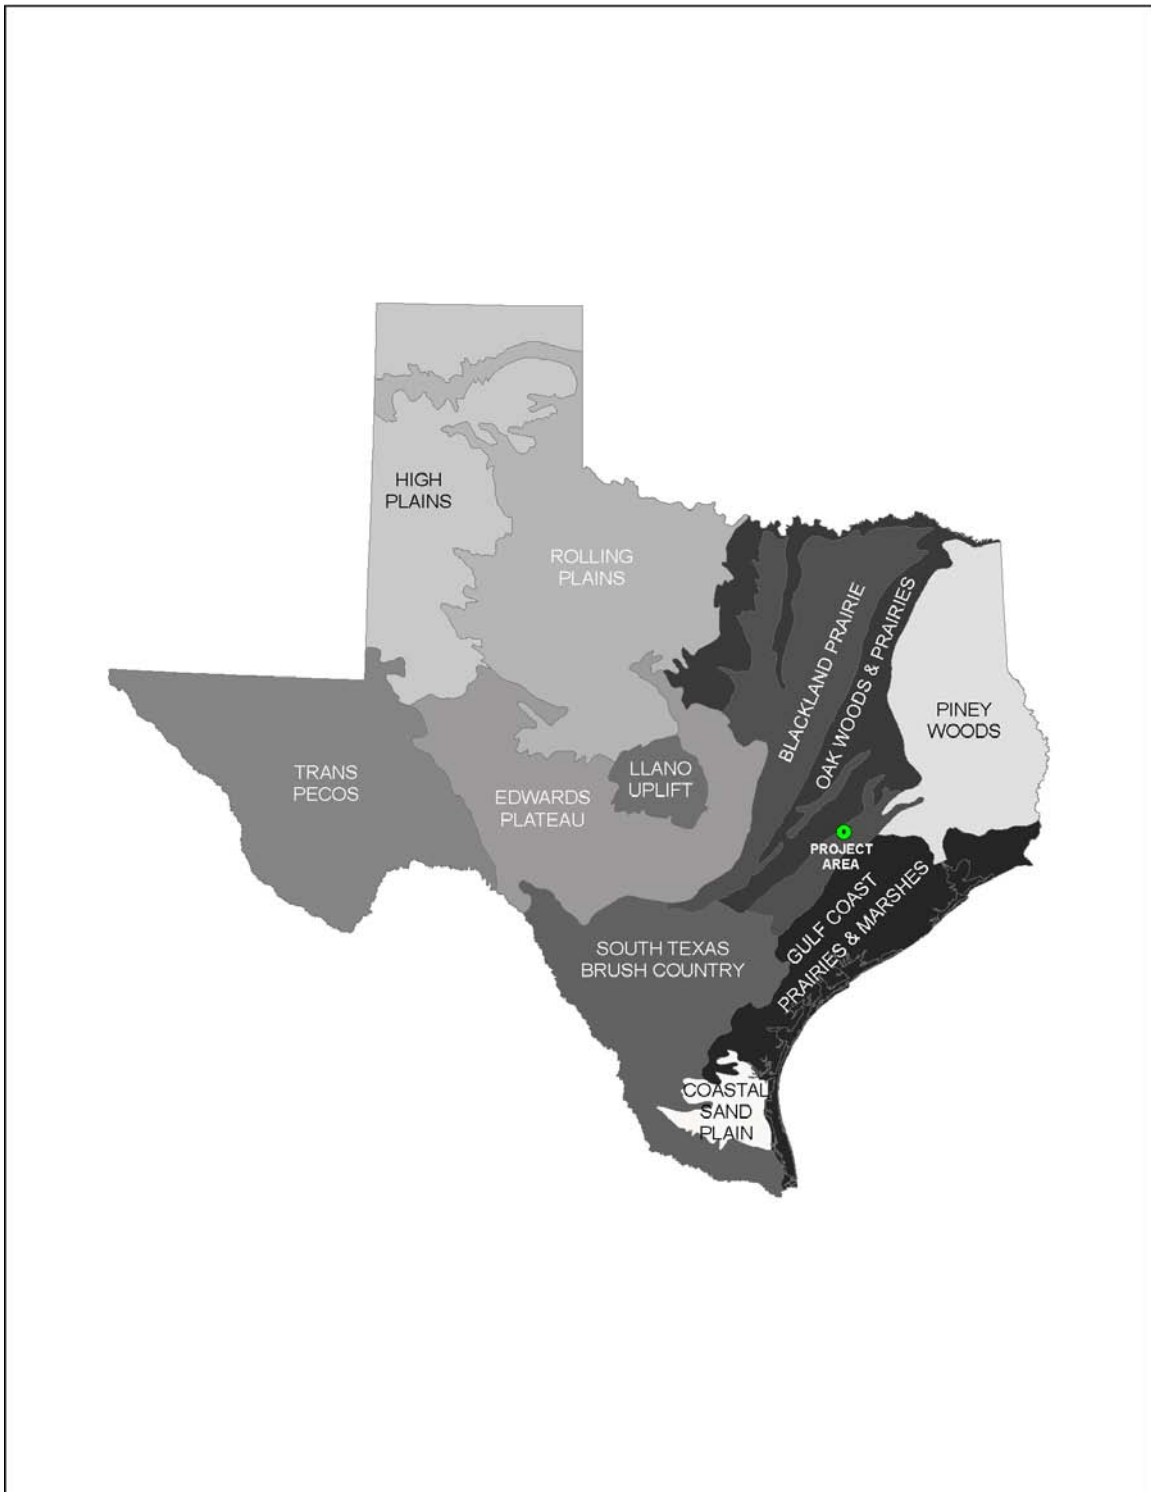 HIGH
PLAINS
ROLLING
PLAINS
BLACKLAND PRAIRIE
OAK WOODS & PRAIRIES
PINEY
WOODS
TRANS
PECOS
EDWARDS
PLATEAU
LLANO
UPLIFT
PROJECT
AREA
GULF COAST
PRAIRIES & MARSHES
SOUTH TEXAS
BRUSH COUNTRY
COASTAL
SAND
PLAIN